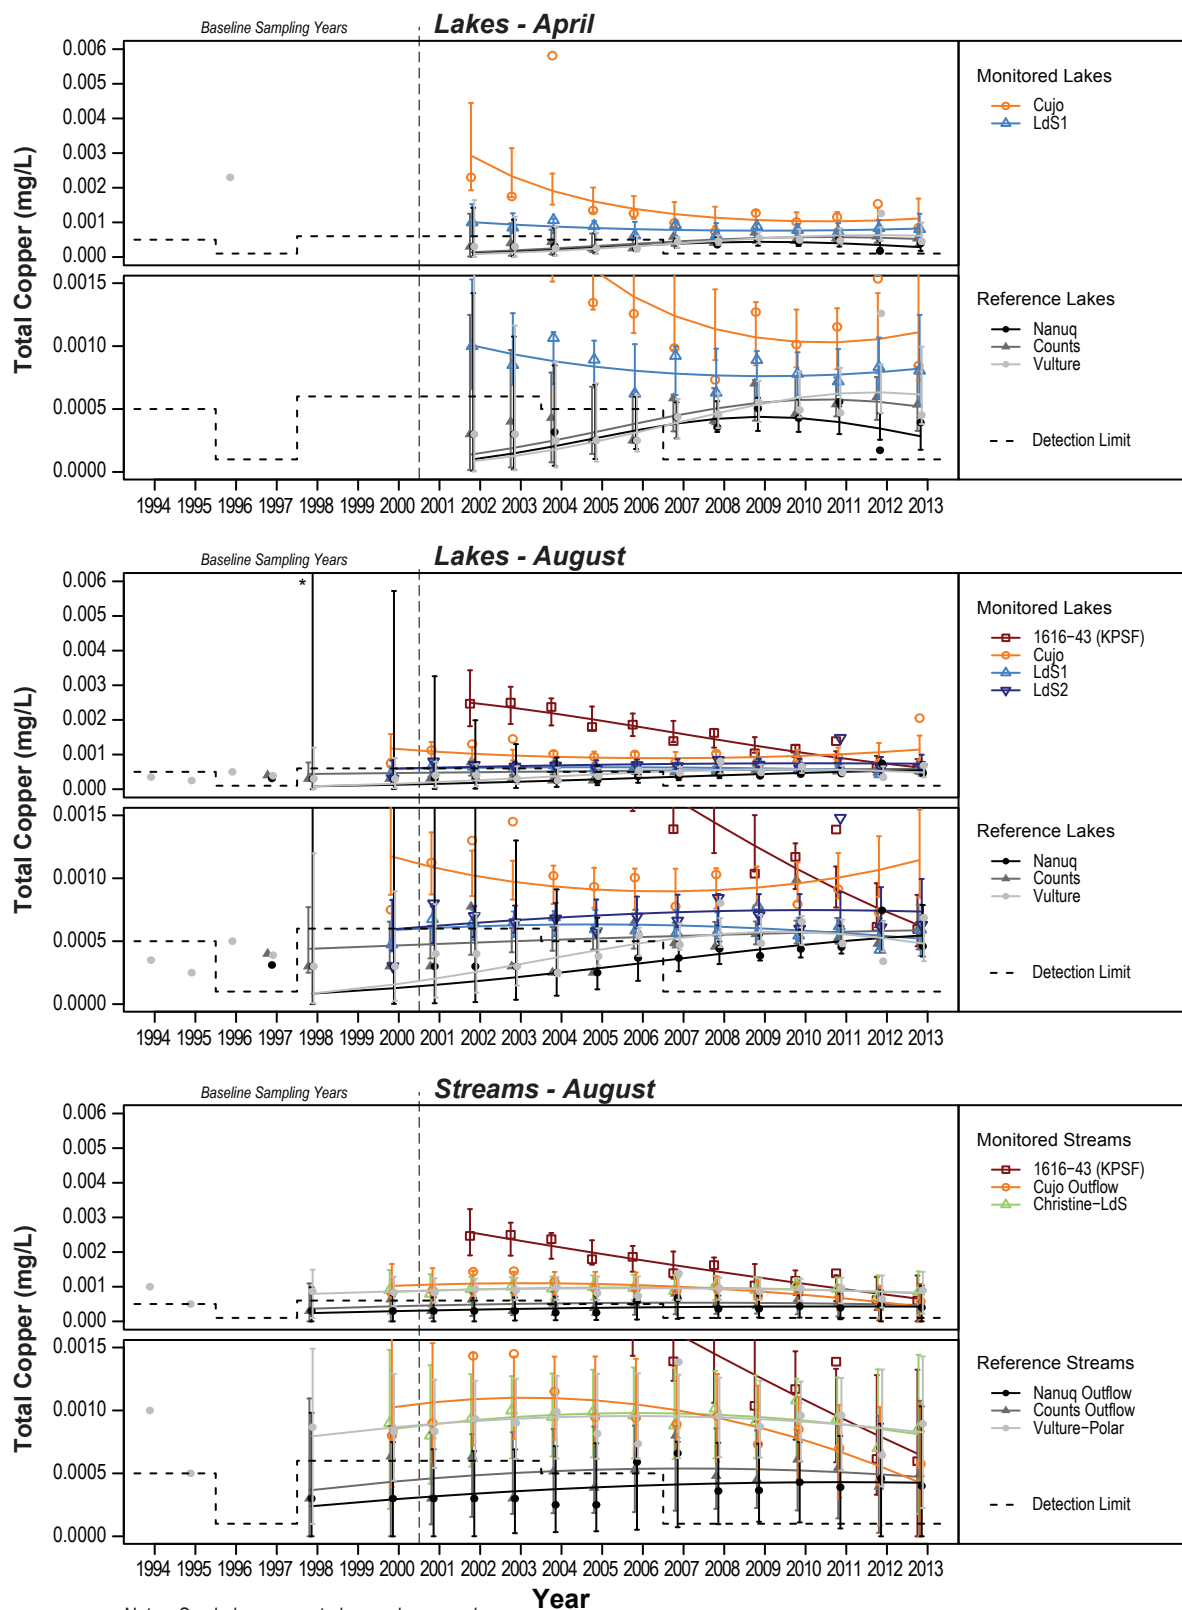 Baseline Sampling Years
Lakes - April
Total Copper (mg/L)
0.006
0.005
0.004
0.003
0.002
0.001
0.000
0.0015
0.0010
0.0005
0.0000
1994 1995 1996 1997 1998 1999 2000 2001 2002 2003 2004 2005 2006 2007 2008 2009 2010 2011 2012 2013
Monitored Lakes
Cujo
LdS1
Reference Lakes
Nanuq
Counts
Vulture
Detection Limit
Baseline Sampling Years
Lakes - August
Total Copper (mg/L)
0.006
0.005
0.004
0.003
0.002
0.001
0.000
*
0.0015
0.0010
0.0005
0.0000
1994 1995 1996 1997 1998 1999 2000 2001 2002 2003 2004 2005 2006 2007 2008 2009 2010 2011 2012 2013
Monitored Lakes
1616−43 (KPSF)
Cujo
LdS1
LdS2
Reference Lakes
Nanuq
Counts
Vulture
Detection Limit
Baseline Sampling Years
Streams - August
Total Copper (mg/L)
0.006
0.005
0.004
0.003
0.002
0.001
0.000
0.0015
0.0010
0.0005
0.0000
1994 1995 1996 1997 1998 1999 2000 2001 2002 2003 2004 2005 2006 2007 2008 2009 2010 2011 2012 2013
Monitored Streams
1616−43 (KPSF)
Cujo Outflow
Christine−LdS
Reference Streams
Nanuq Outflow
Counts Outflow
Vulture−Polar
Detection Limit
Year